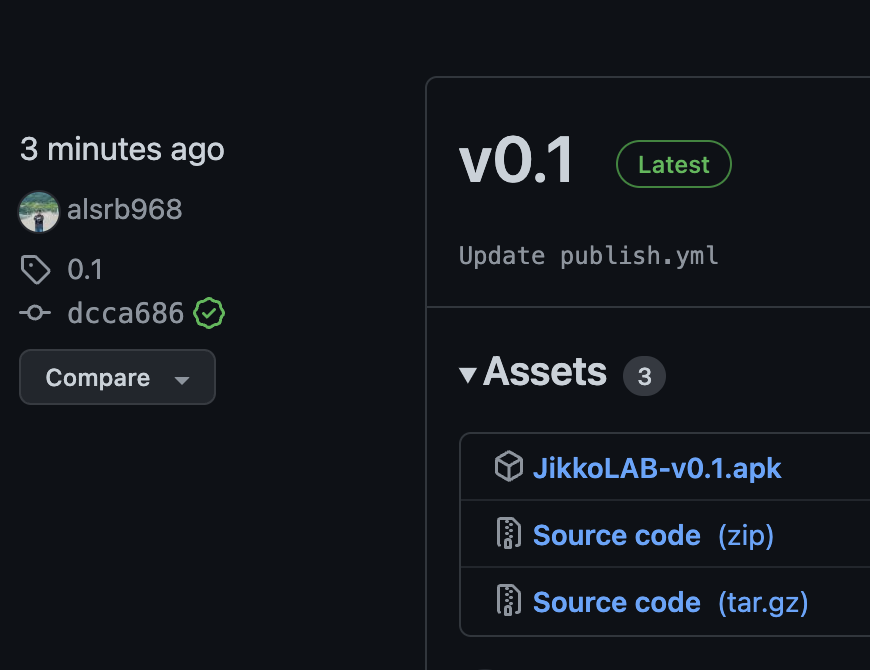 3 minutes ago
alsrb968
0.1
dcca686
Compare
v0.1 Latest
Update publish.yml
Assets 3
JikkoLAB-v0.1.apk
Source code (zip)
Source code (tar.gz)